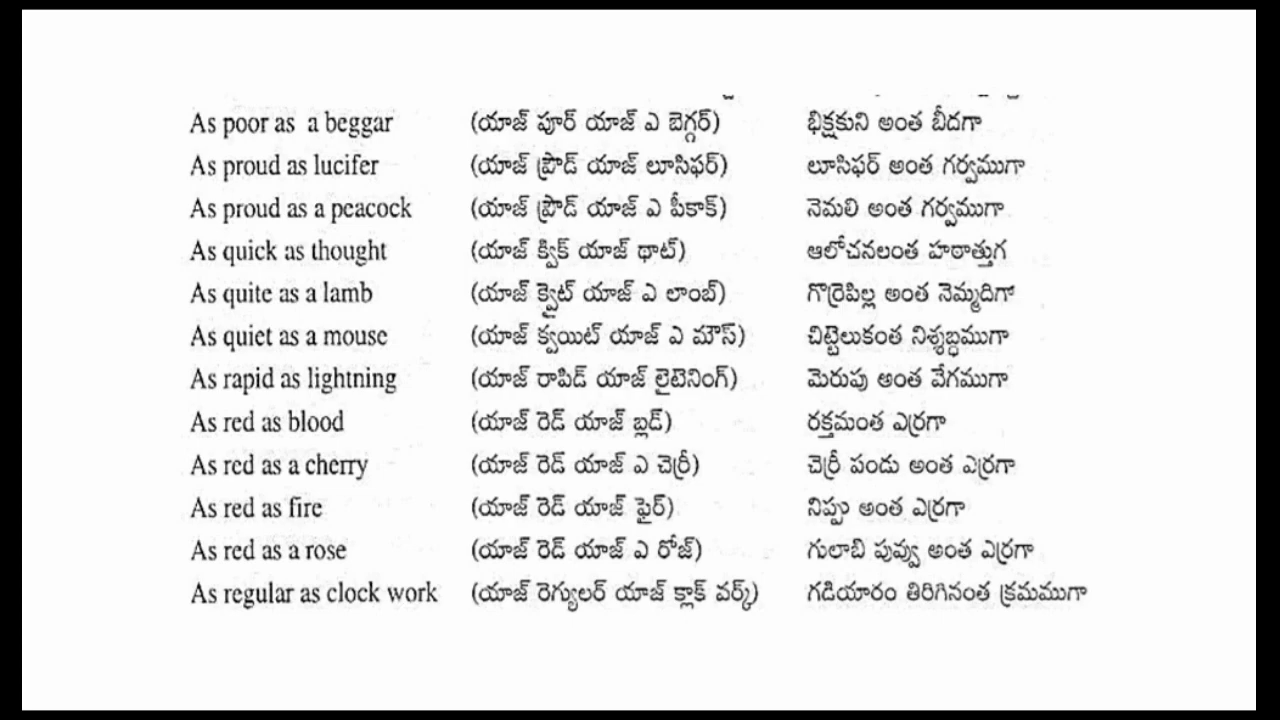 As poor as a beggar (యాజ్ పూర్ యాజ్ ఎ బెగ్గర్) భిక్షకుని అంత బీదగా
As proud as lucifer (యాజ్ ప్రౌడ్ యాజ్ లూసిఫర్) లూసిఫర్ అంత గర్వముగా
As proud as a peacock (యాజ్ ప్రౌడ్ యాజ్ ఎ పీకాక్) నెమలి అంత గర్వముగా
As quick as thought (యాజ్ క్విక్ యాజ్ థాట్) ఆలోచనలంత హఠాత్తుగ
As quite as a lamb (యాజ్ క్వైట్ యాజ్ ఎ లాంబ్) గొర్రెపిల్ల అంత నెమ్మదిగా
As quiet as a mouse (యాజ్ క్వయిట్ యాజ్ ఎ మౌస్) చిట్టెలుకంత నిశ్శబ్ధముగా
As rapid as lightning (యాజ్ రాపిడ్ యాజ్ లైటెనింగ్) మెరుపు అంత వేగముగా
As red as blood (యాజ్ రెడ్ యాజ్ బ్లడ్) రక్తమంత ఎర్రగా
As red as a cherry (యాజ్ రెడ్ యాజ్ ఎ చెర్రీ) చెర్రీ పండు అంత ఎర్రగా
As red as fire (యాజ్ రెడ్ యాజ్ ఫైర్) నిప్పు అంత ఎర్రగా
As red as a rose (యాజ్ రెడ్ యాజ్ ఎ రోజ్) గులాబి పువ్వు అంత ఎర్రగా
As regular as clock work (యాజ్ రెగ్యులర్ యాజ్ క్లాక్ వర్క్) గడియారం తిరిగినంత క్రమముగా